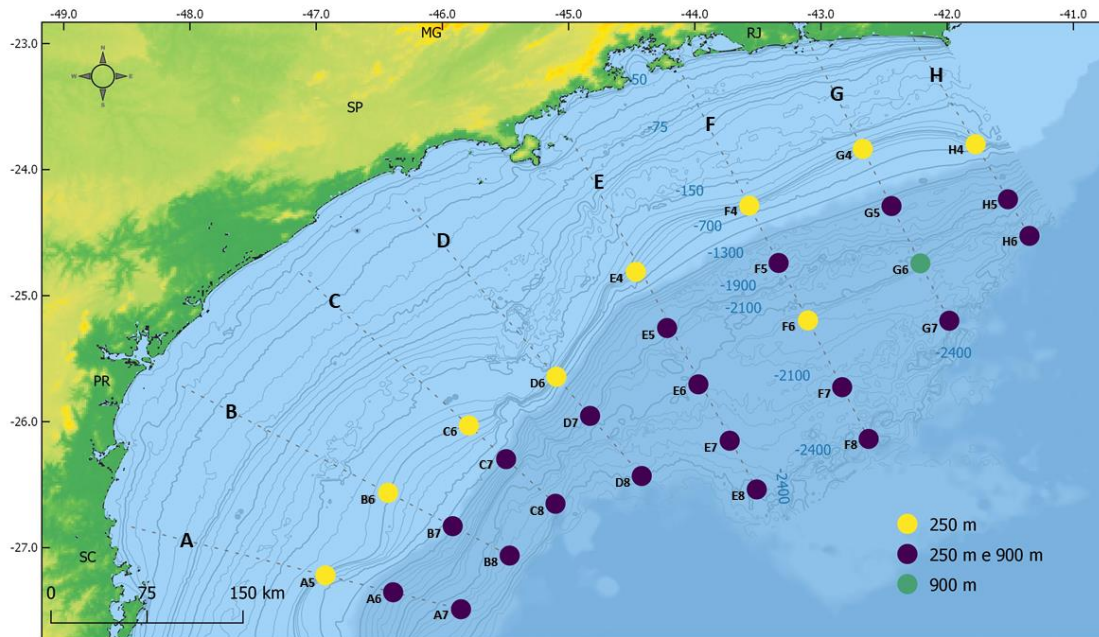 -49.0 -48.0 -47.0 -46.0 -45.0 -44.0 -43.0 -42.0 -41.0
-23.0
-24.0
-25.0
-26.0
-27.0
N
W E
S
MG
RJ
SP
PR
SC
H
G
F
E
D
C
B
A
-50
-75
-150
-700
-1300
-1900
-2100
-2100
-2400
-2400
-2400
G4
H4
F4
G5
H5
H6
E4
F5
G6
E5
F6
G7
D6
E6
F7
C6
D7
E7
F8
C7
D8
E8
B6
C8
B7
B8
A5
A6
A7
0 75 150 km
250 m
250 m e 900 m
900 m